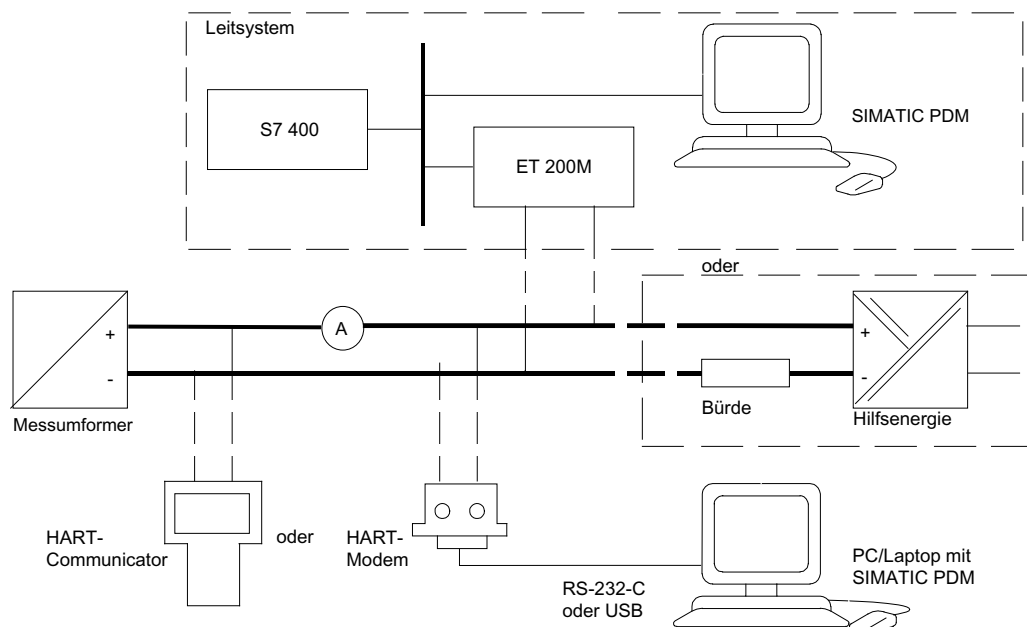 Leitsystem
S7 400
ET 200M
SIMATIC PDM
oder
+
-
A
+
-
Messumformer
Bürde
Hilfsenergie
HART-
Communicator
oder
HART-
Modem
RS-232-C
oder USB
PC/Laptop mit
SIMATIC PDM